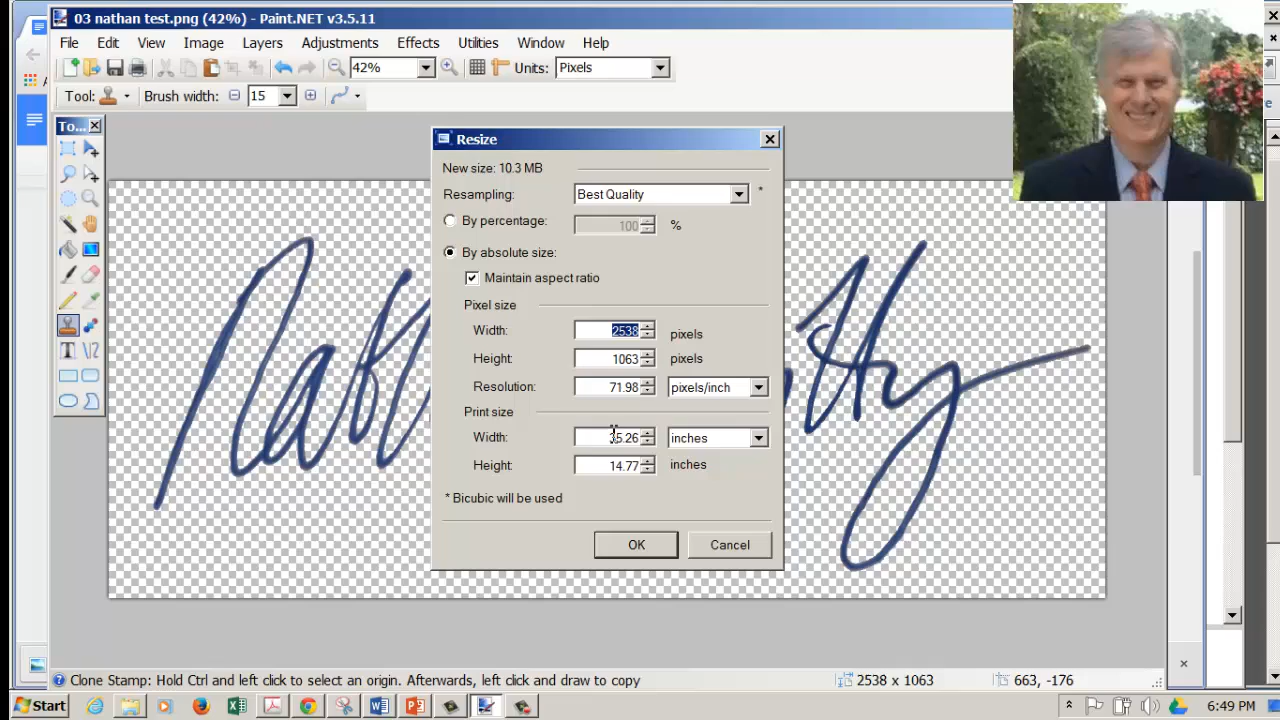 03 nathan test.png (42%) - Paint.NET v3.5.11
File Edit View Image Layers Adjustments Effects Utilities Window Help
42% Units: Pixels
Tool: Brush width: 15
To...
Resize
New size: 10.3 MB
Resampling: Best Quality *
By percentage: 100 %
By absolute size:
Maintain aspect ratio
Pixel size
Width: 2538 pixels
Height: 1063 pixels
Resolution: 71.98 pixels/inch
Print size
Width: 35.26 inches
Height: 14.77 inches
* Bicubic will be used
OK Cancel
Clone Stamp: Hold Ctrl and left click to select an origin. Afterwards, left click and draw to copy 2538 x 1063 663, -176
Start 6:49 PM